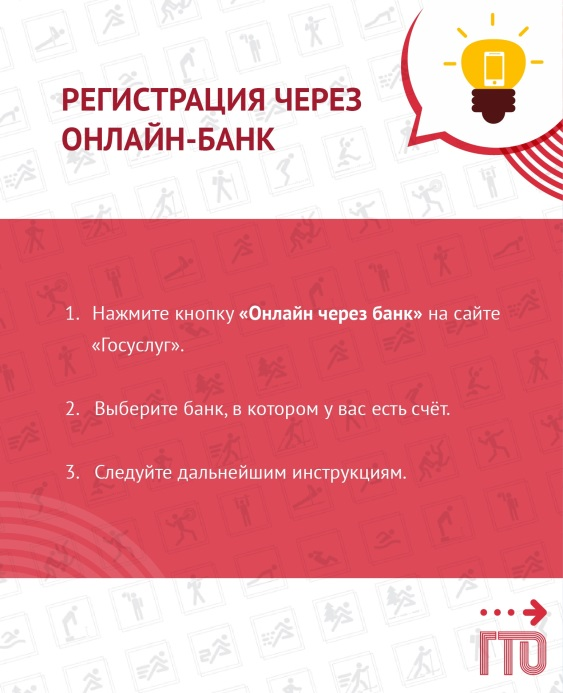 РЕГИСТРАЦИЯ ЧЕРЕЗ
ОНЛАЙН-БАНК
1. Нажмите кнопку «Онлайн через банк» на сайте
«Госуслуг».
2. Выберите банк, в котором у вас есть счёт.
3. Следуйте дальнейшим инструкциям.
ГТО